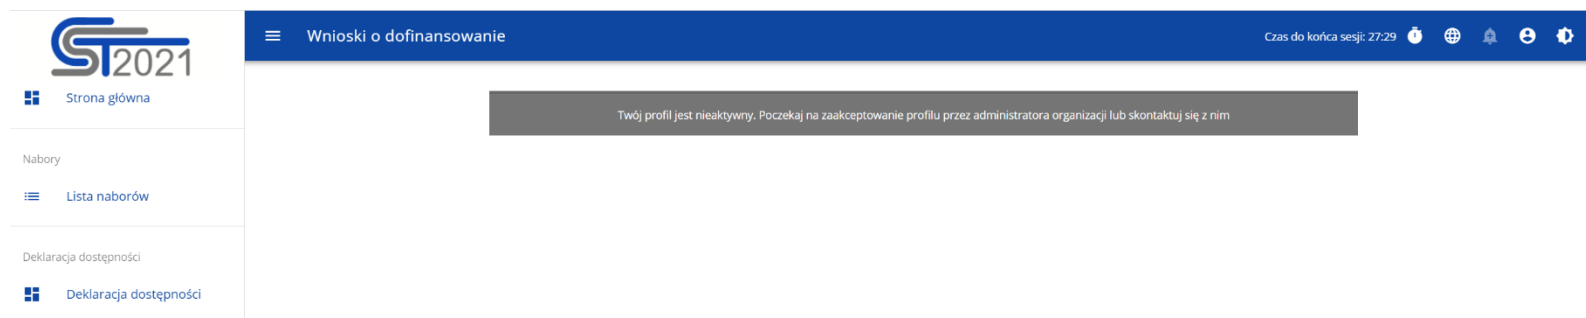 CST2021
Wnioski o dofinansowanie
Czas do końca sesji: 27:29
Strona główna
Twój profil jest nieaktywny. Poczekaj na zaakceptowanie profilu przez administratora organizacji lub skontaktuj się z nim
Nabory
Lista naborów
Deklaracja dostępności
Deklaracja dostępności